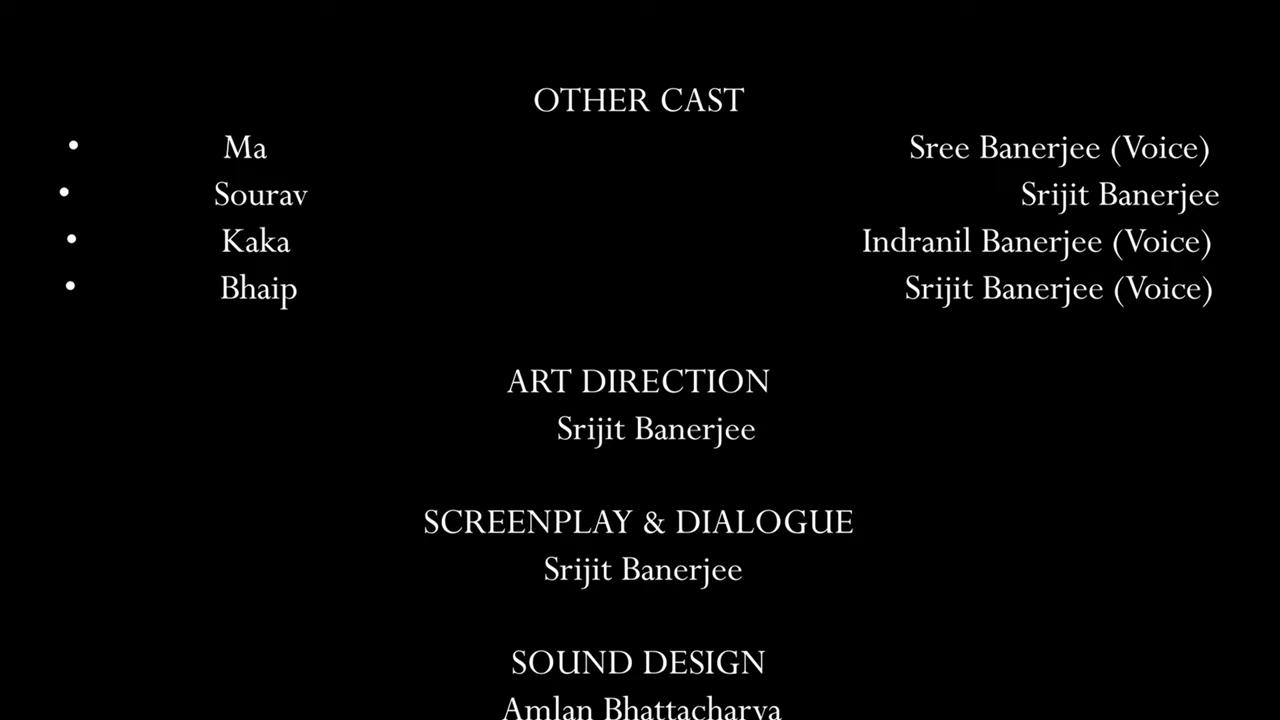 OTHER CAST
• Ma Sree Banerjee (Voice)
• Sourav Srijit Banerjee
• Kaka Indranil Banerjee (Voice)
• Bhaip Srijit Banerjee (Voice)
ART DIRECTION
Srijit Banerjee
SCREENPLAY & DIALOGUE
Srijit Banerjee
SOUND DESIGN
Amlan Bhattacharya